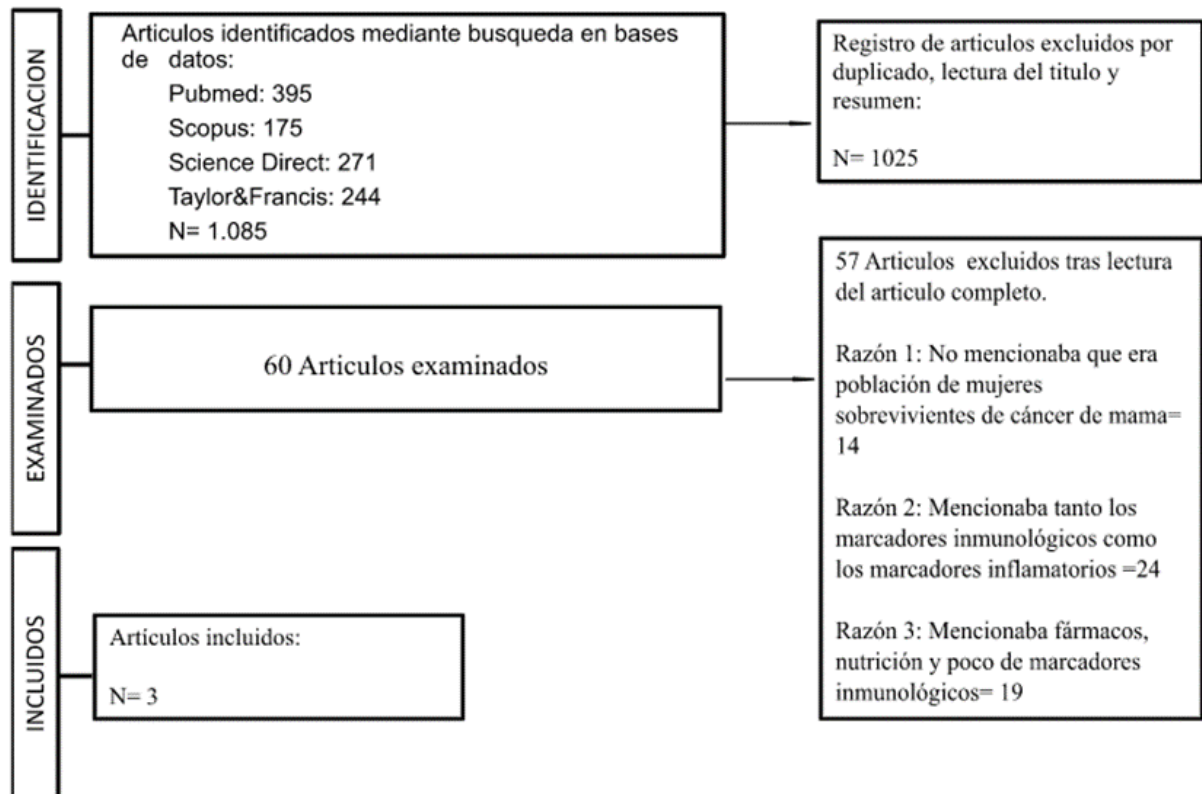 IDENTIFICACION
Articulos identificados mediante busqueda en bases
de datos:
Pubmed: 395
Scopus: 175
Science Direct: 271
Taylor&Francis: 244
N= 1.085
Registro de articulos excluidos por
duplicado, lectura del titulo y
resumen:
N= 1025
EXAMINADOS
60 Articulos examinados
57 Articulos excluidos tras lectura
del articulo completo.
Razón 1: No mencionaba que era
población de mujeres
sobrevivientes de cáncer de mama=
14
Razón 2: Mencionaba tanto los
marcadores inmunológicos como
los marcadores inflamatorios =24
Razón 3: Mencionaba fármacos,
nutrición y poco de marcadores
inmunológicos= 19
INCLUIDOS
Artículos incluidos:
N= 3